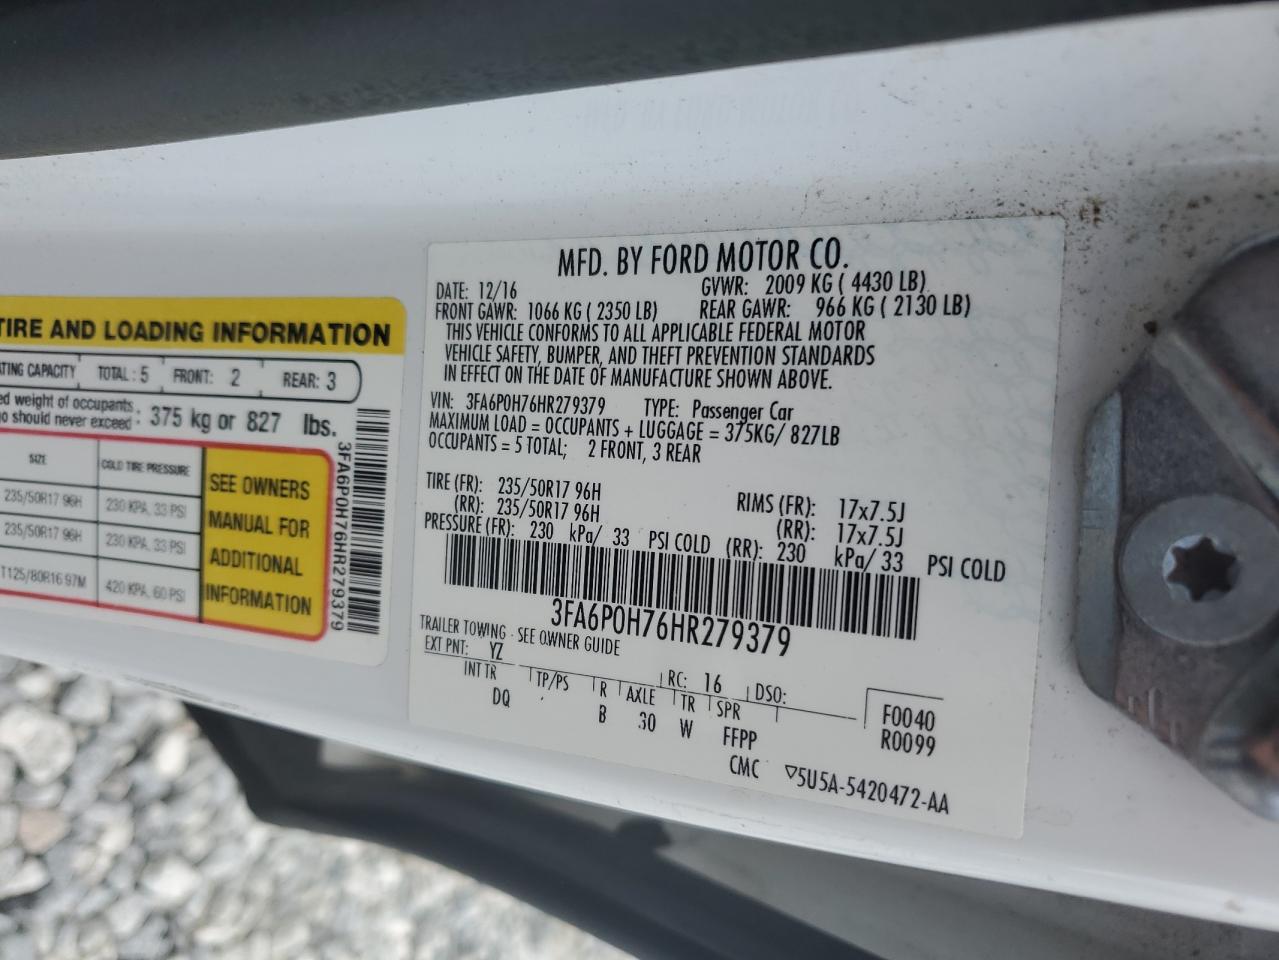 MFD. BY FORD MOTOR CO.
DATE: 12/16 GVWR: 2009 KG ( 4430 LB)
FRONT GAWR: 1066 KG ( 2350 LB) REAR GAWR: 966 KG ( 2130 LB)
THIS VEHICLE CONFORMS TO ALL APPLICABLE FEDERAL MOTOR
VEHICLE SAFETY, BUMPER, AND THEFT PREVENTION STANDARDS
IN EFFECT ON THE DATE OF MANUFACTURE SHOWN ABOVE.
VIN: 3FA6P0H76HR279379 TYPE: Passenger Car
MAXIMUM LOAD = OCCUPANTS + LUGGAGE = 375KG/ 827LB
OCCUPANTS = 5 TOTAL; 2 FRONT, 3 REAR
TIRE (FR): 235/50R17 96H RIMS (FR): 17x7.5J
(RR): 235/50R17 96H (RR): 17x7.5J
PRESSURE (FR): 230 kPa/ 33 PSI COLD (RR): 230 kPa/ 33 PSI COLD
3FA6P0H76HR279379
TRAILER TOWING - SEE OWNER GUIDE
EXT PNT: YZ RC: 16 DSO:
INT TR TP/PS R AXLE TR SPR F0040
DQ B 30 W FFPP R0099
CMC 5U5A-5420472-AA
TIRE AND LOADING INFORMATION
ATING CAPACITY TOTAL : 5 FRONT: 2 REAR: 3
ed weight of occupants
o should never exceed : 375 kg or 827 lbs.
SIZE COLD TIRE PRESSURE
235/50R17 96H 230 KPA, 33 PSI
235/50R17 96H 230 KPA, 33 PSI
T125/80R16 97M 420 KPA, 60 PSI
SEE OWNERS
MANUAL FOR
ADDITIONAL
INFORMATION
3FA6P0H76HR279379